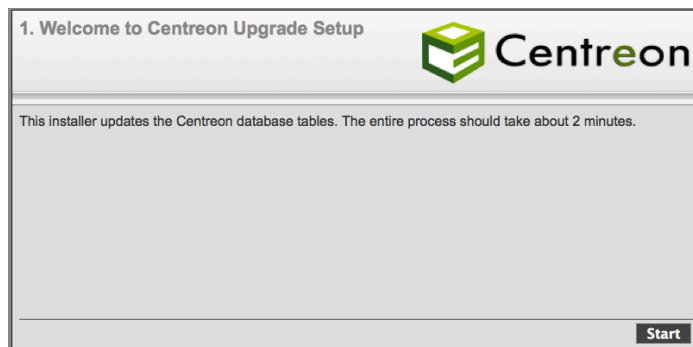 1. Welcome to Centreon Upgrade Setup
Centreon
This installer updates the Centreon database tables. The entire process should take about 2 minutes.
Start